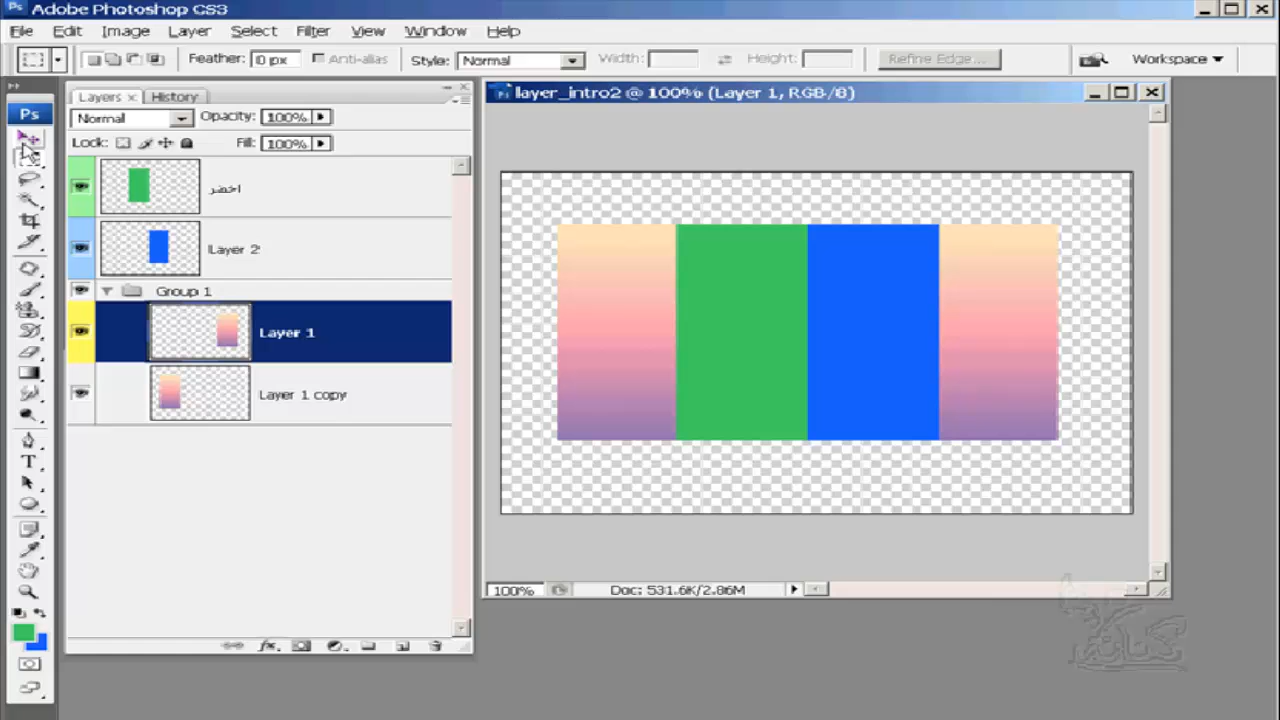 Adobe Photoshop CS3
File Edit Image Layer Select Filter View Window Help
Feather: 0 px Anti-alias Style: Normal Width: Height: Refine Edge... Workspace
Layers x History
layer_intro2 @ 100% (Layer 1, RGB/8)
Ps
Normal Opacity: 100%
Lock: Fill: 100%
اخضر
Layer 2
Group 1
Layer 1
Layer 1 copy
100% Doc: 531.6K/2.86M